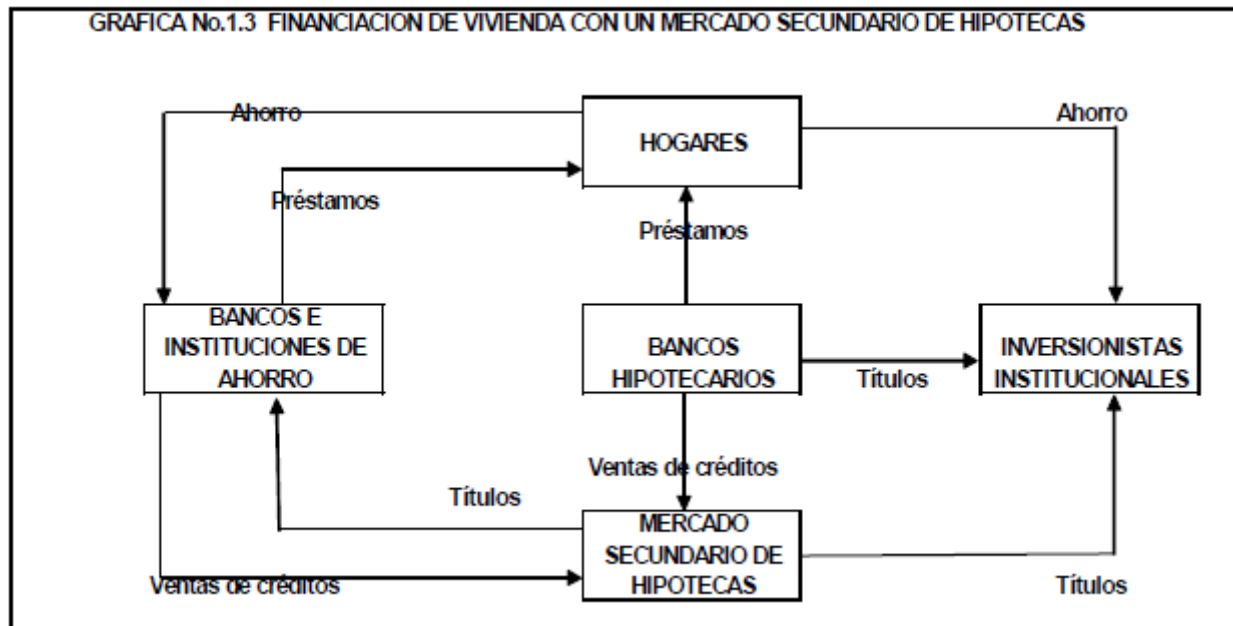 GRAFICA No.1.3 FINANCIACION DE VIVIENDA CON UN MERCADO SECUNDARIO DE HIPOTECAS
Ahorro
HOGARES
Ahorro
Préstamos
Préstamos
BANCOS E
INSTITUCIONES DE
AHORRO
BANCOS
HIPOTECARIOS
Títulos
INVERSIONISTAS
INSTITUCIONALES
Ventas de créditos
Títulos
MERCADO
SECUNDARIO DE
HIPOTECAS
Ventas de créditos
Títulos